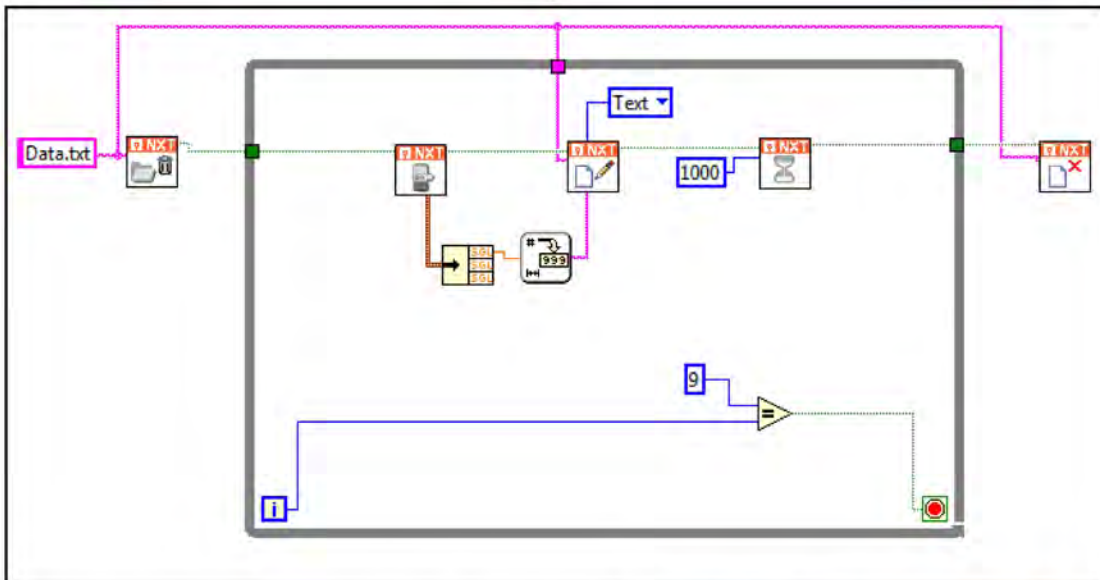 Text
Data.txt
NXT
NXT
NXT
NXT
NXT
1000
SGL
SGL
SGL
#
999
9
=
i